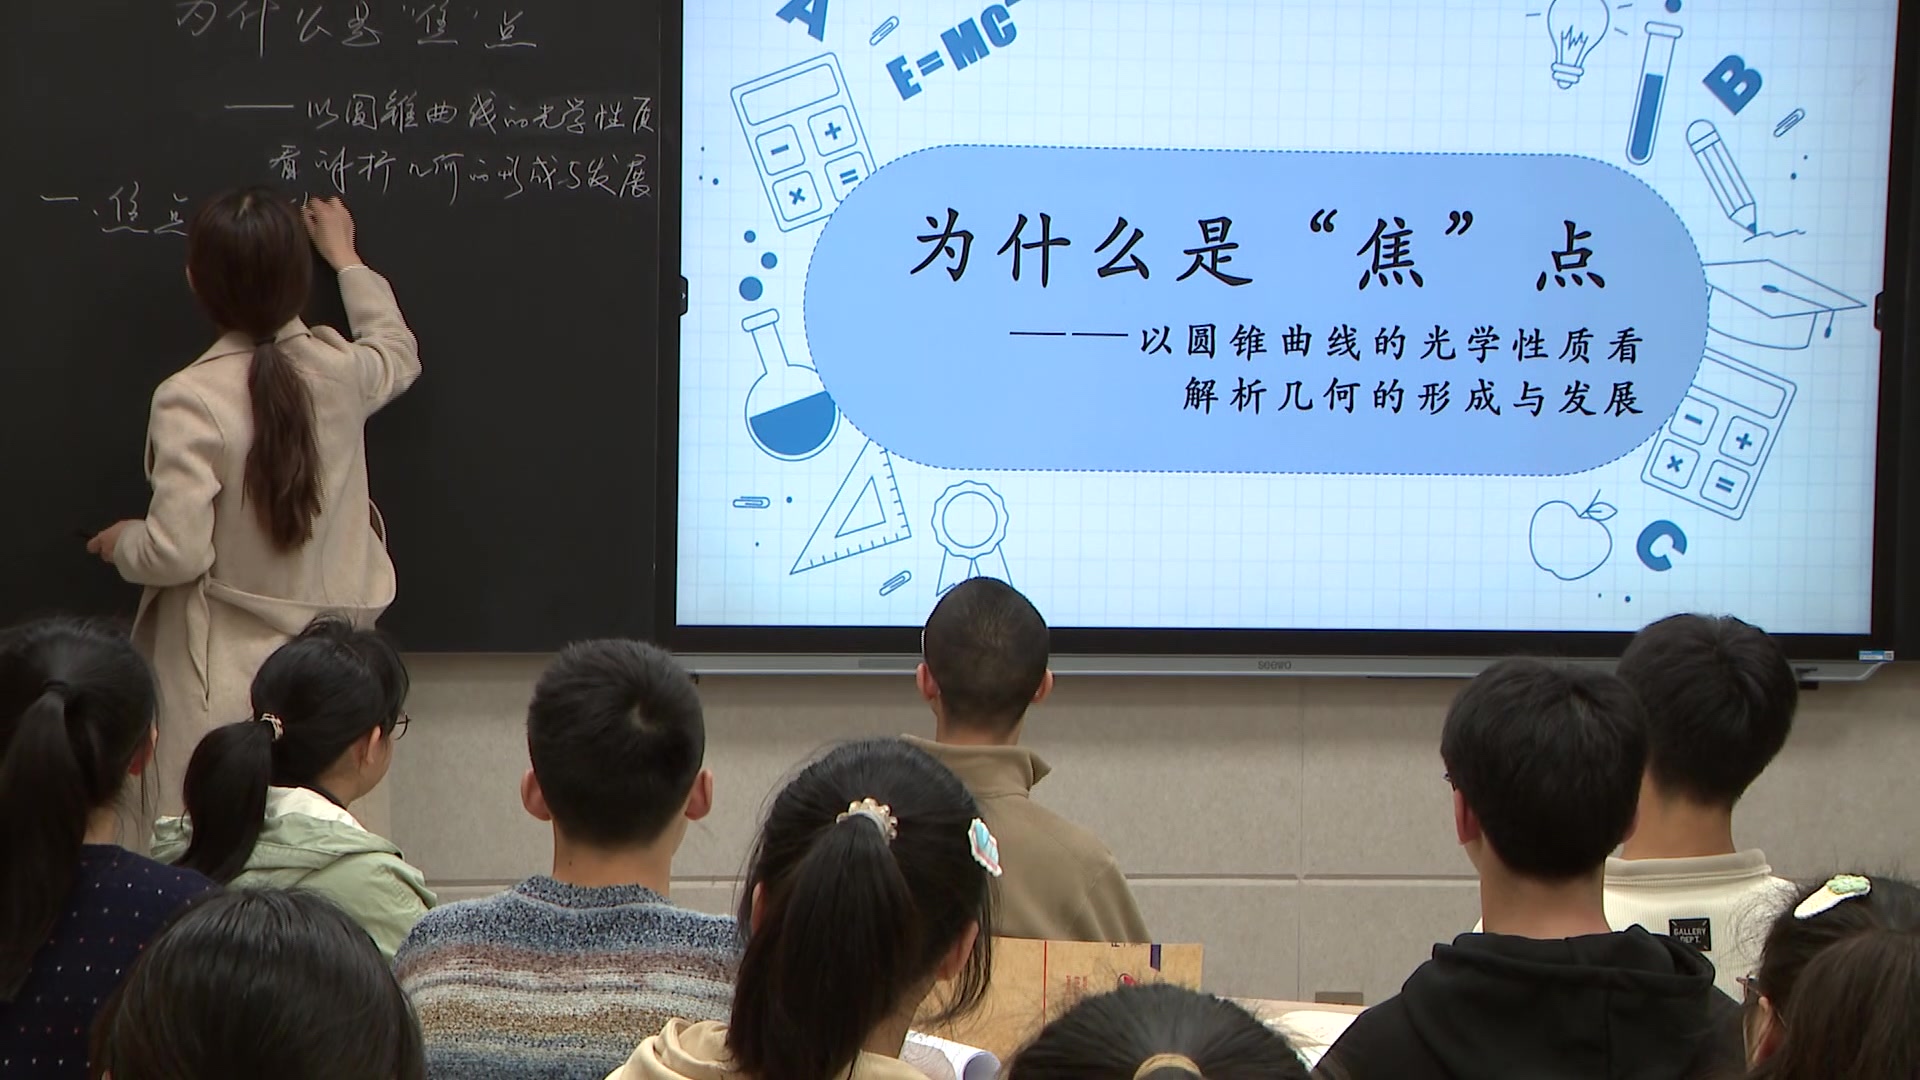 为什么是“焦”点
——以圆锥曲线的光学性质
看解析几何的形成与发展
一、焦点
A
E=MC²
B
为什么是“焦”点
——以圆锥曲线的光学性质看
解析几何的形成与发展
C
seewo
GALLERY
DEPT.